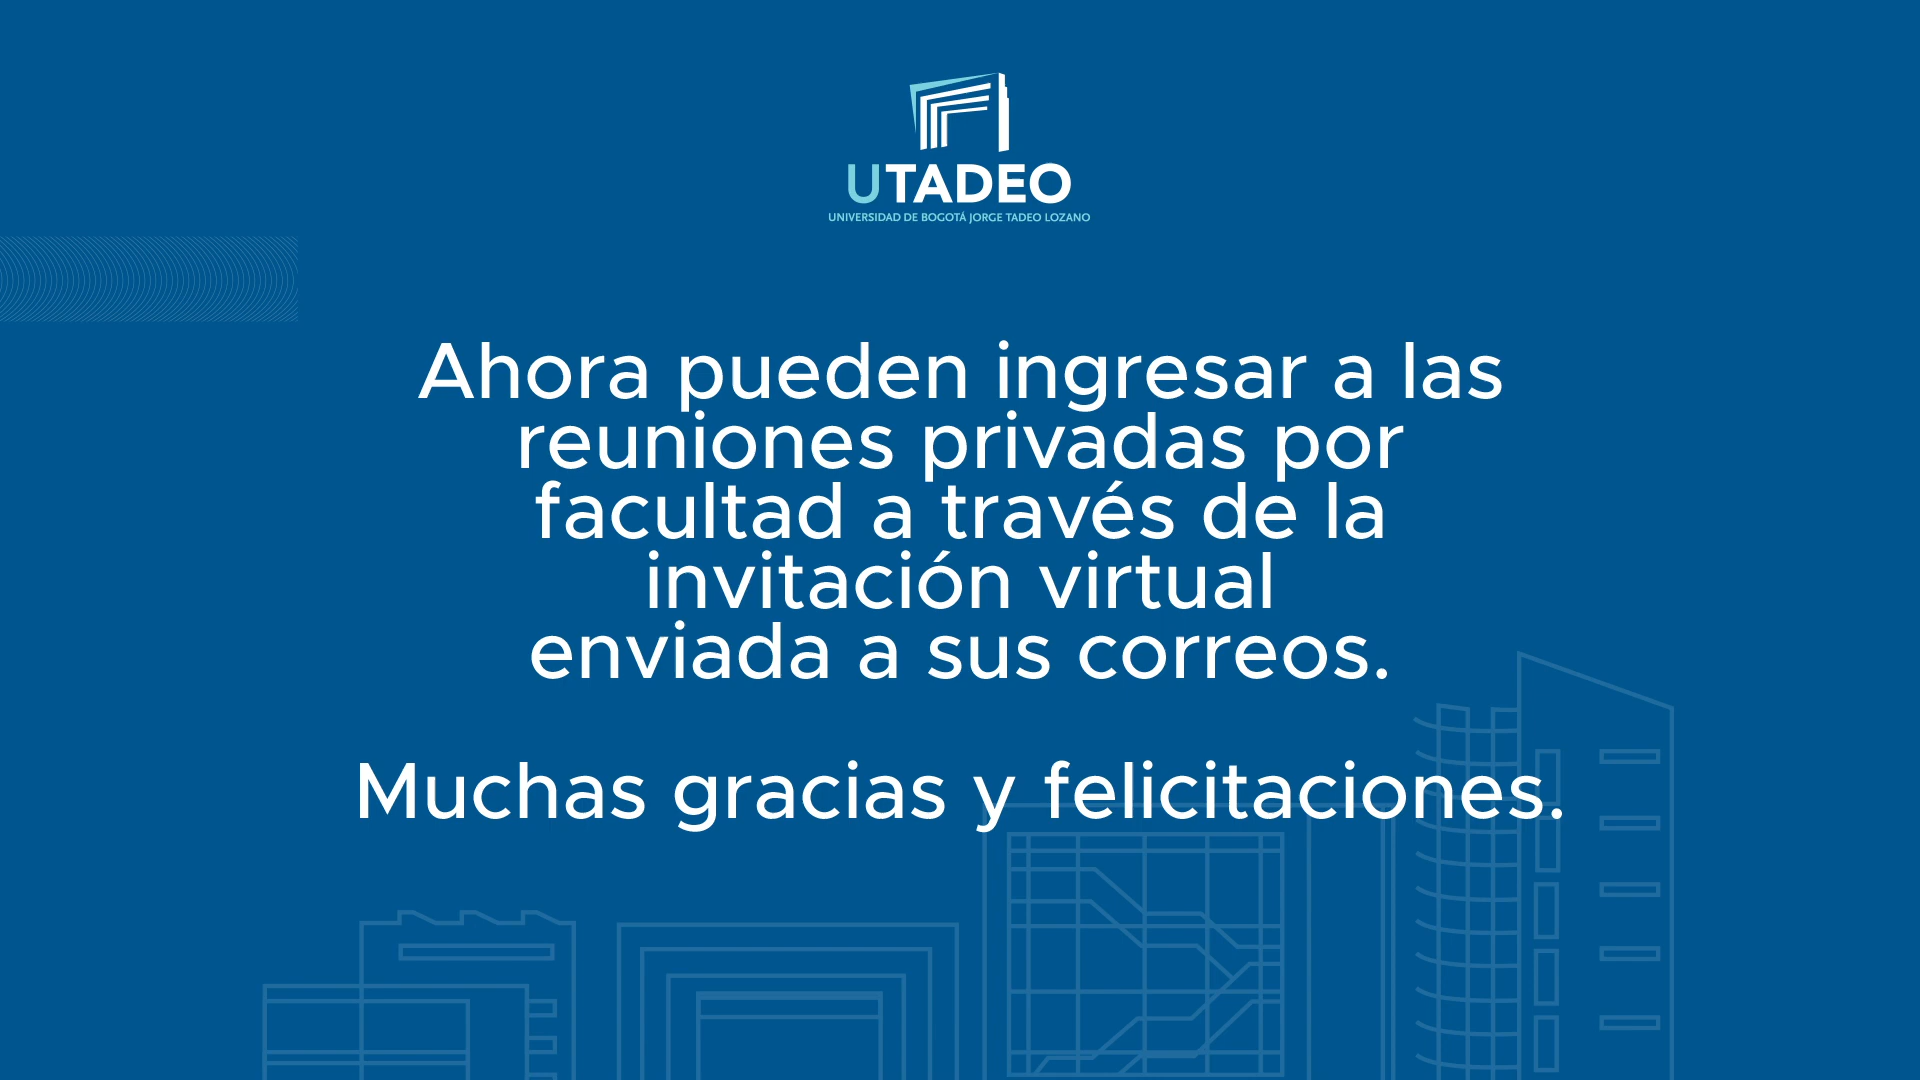 UTADEO
UNIVERSIDAD DE BOGOTÁ JORGE TADEO LOZANO
Ahora pueden ingresar a las
reuniones privadas por
facultad a través de la
invitación virtual
enviada a sus correos.
Muchas gracias y felicitaciones.